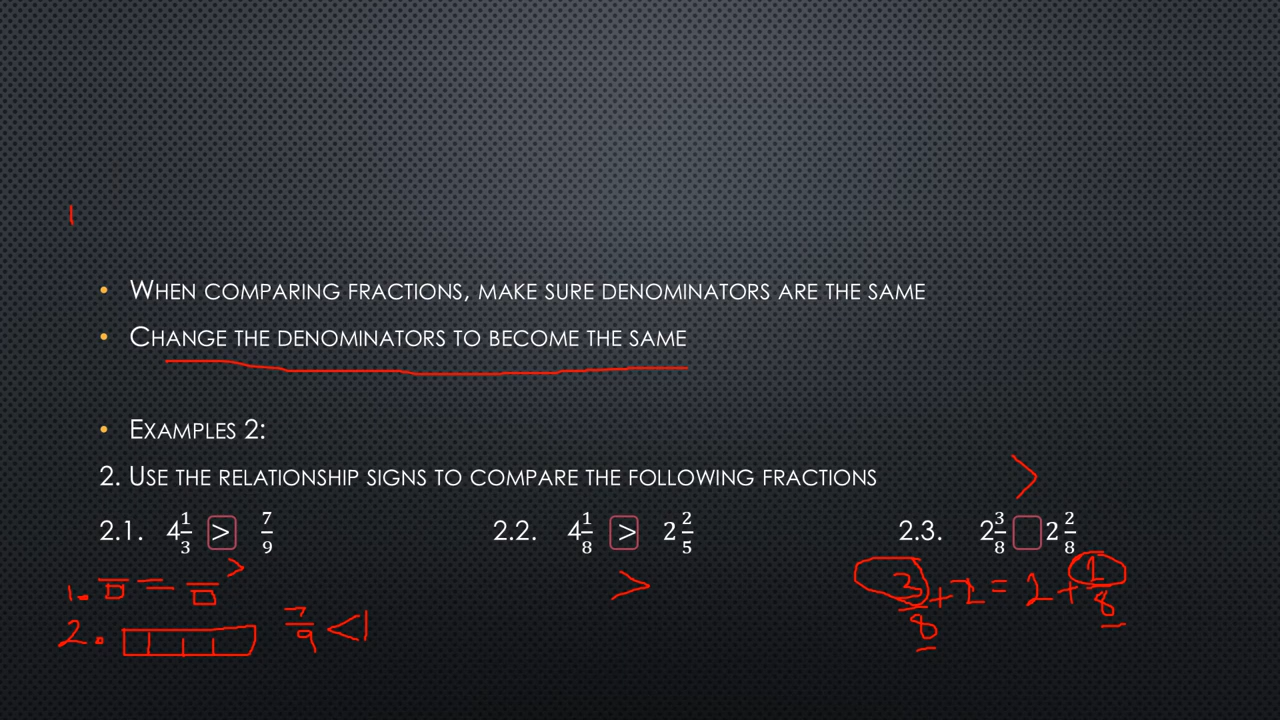 1
• When comparing fractions, make sure denominators are the same
• Change the denominators to become the same
• Examples 2:
2. Use the relationship signs to compare the following fractions
>
2.1. 4 1/3 > 7/9 2.2. 4 1/8 > 2 2/5 2.3. 2 3/8 □ 2 2/8
1. □ = □ > > 3/8 + 2 = 2 + 1/8
2. 7/9 < 1